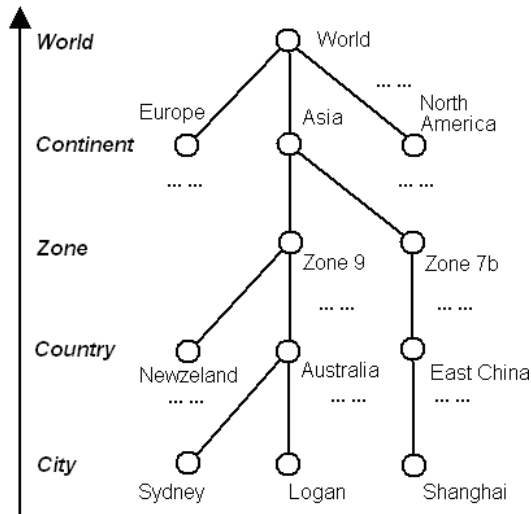 World
World
... ...
Europe
Asia
North
America
Continent
... ...
... ...
Zone
Zone 9
Zone 7b
... ...
... ...
Country
Newzeland
Australia
East China
... ...
... ...
... ...
City
Sydney
Logan
Shanghai